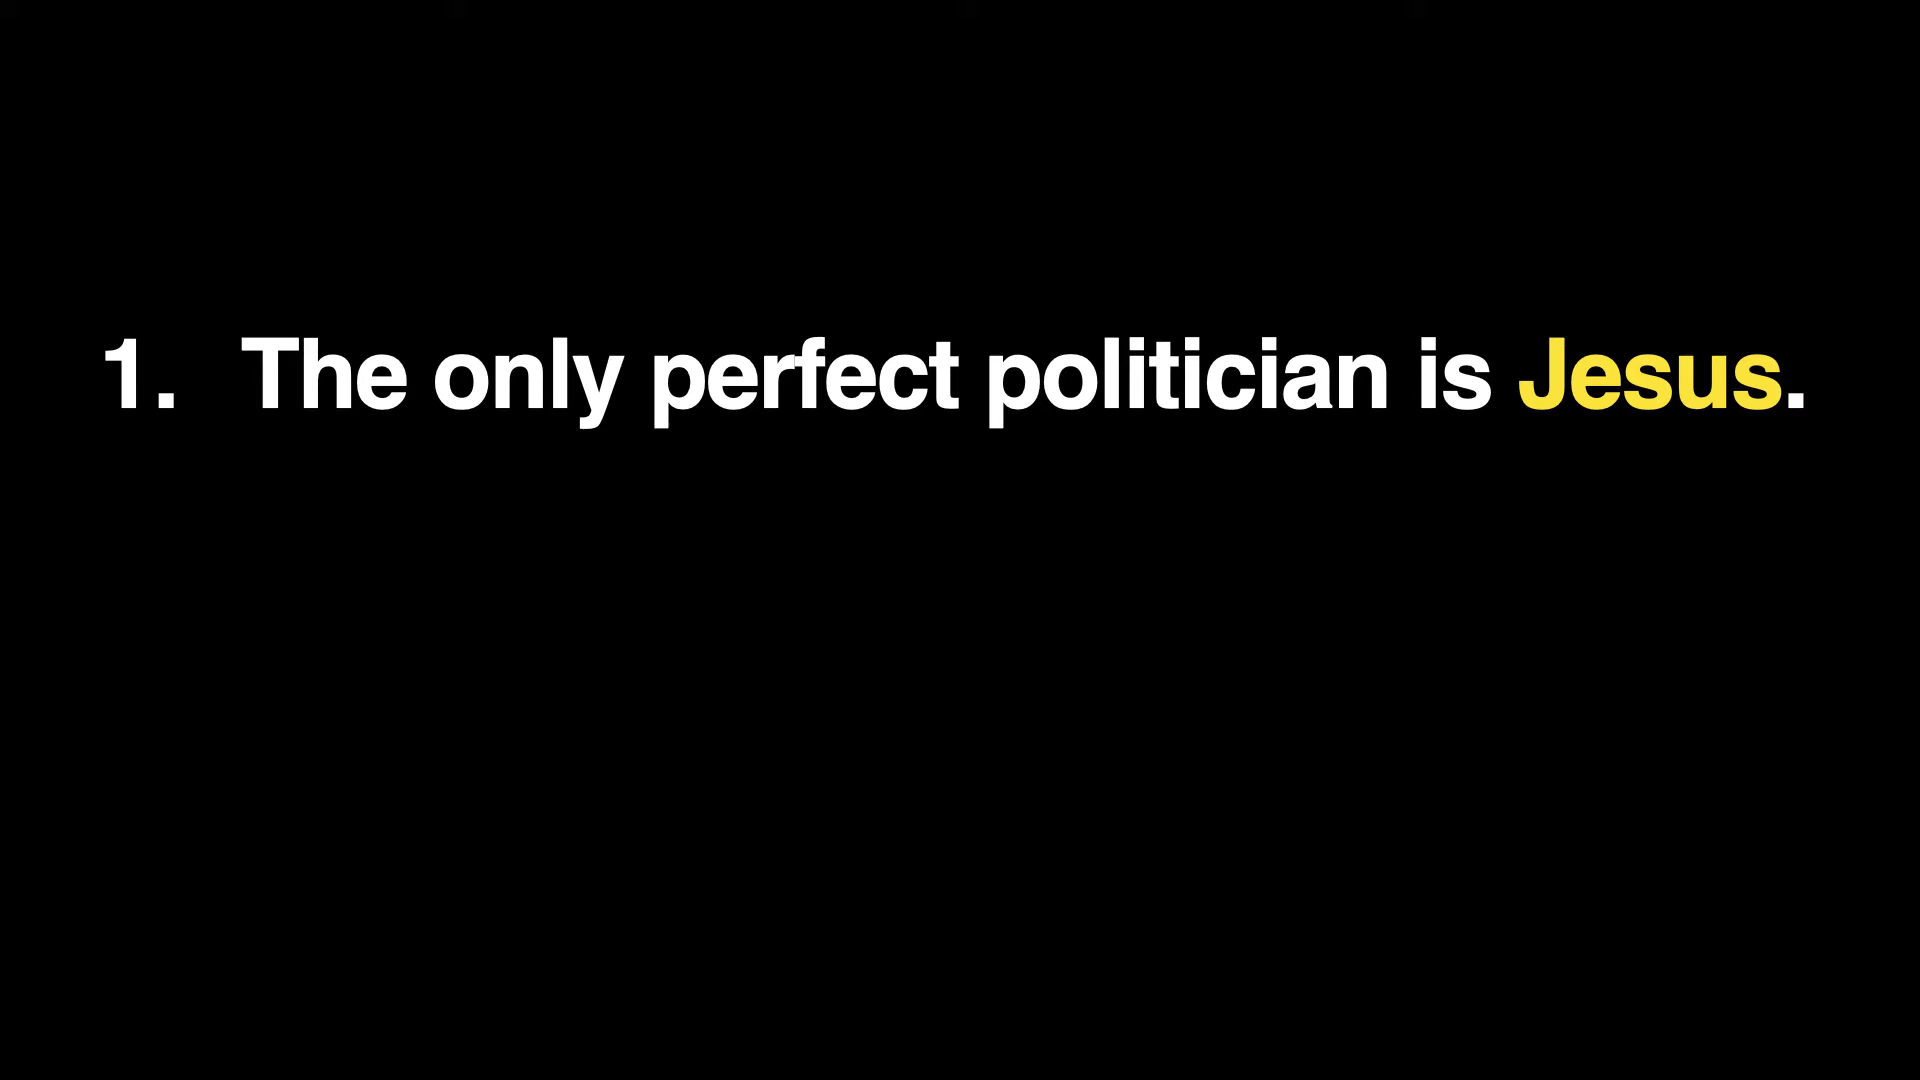 1. The only perfect politician is Jesus.